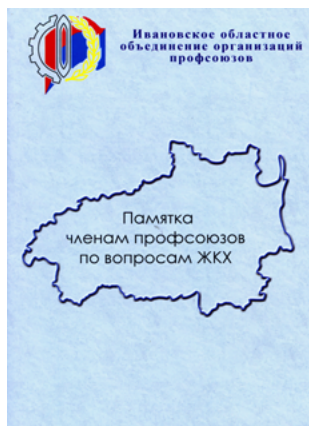 Ивановское областное
объединение организаций
профсоюзов
Памятка
членам профсоюзов
по вопросам ЖКХ